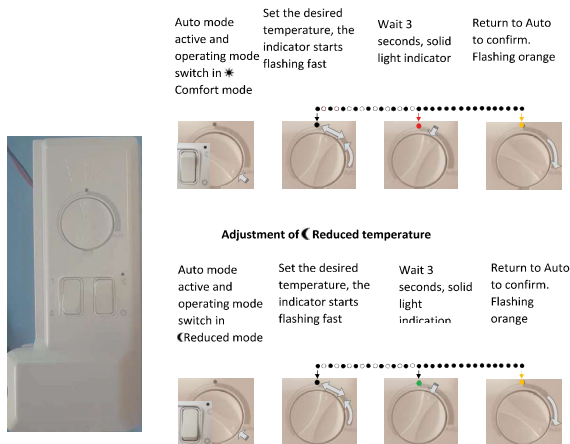 Auto mode
active and
operating mode
switch in ☀
Comfort mode
Set the desired
temperature, the
indicator starts
flashing fast
Wait 3
seconds, solid
light indicator
Return to Auto
to confirm.
Flashing orange
Adjustment of ☾ Reduced temperature
Auto mode
active and
operating mode
switch in
☾Reduced mode
Set the desired
temperature, the
indicator starts
flashing fast
Wait 3
seconds, solid
light
indication
Return to Auto
to confirm.
Flashing
orange